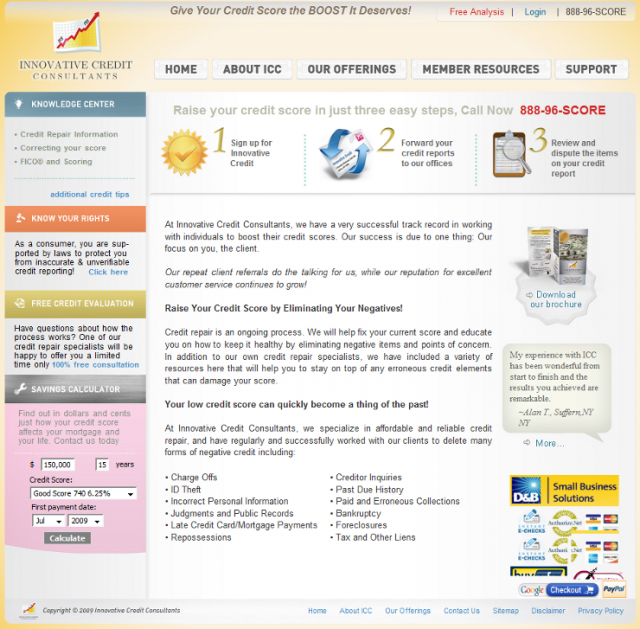 Give Your Credit Score the BOOST It Deserves!
Free Analysis | Login | 888-96-SCORE
INNOVATIVE CREDIT
CONSULTANTS
HOME
ABOUT ICC
OUR OFFERINGS
MEMBER RESOURCES
SUPPORT
KNOWLEDGE CENTER
• Credit Repair Information
• Correcting your score
• FICO® and Scoring
additional credit tips
KNOW YOUR RIGHTS
As a consumer, you are sup-
ported by laws to protect you
from inaccurate & unverifiable
credit reporting! Click here
FREE CREDIT EVALUATION
Have questions about how the
process works? One of our
credit repair specialists will be
happy to offer you a limited
time only 100% free consultation
SAVINGS CALCULATOR
Find out in dollars and cents
just how your credit score
affects your mortgage and
your life. Contact us today
$ 150,000 15 years
Credit Score:
Good Score 740 6.25%
First payment date:
Jul 2009
Calculate
Raise your credit score in just three easy steps, Call Now 888-96-SCORE
1 Sign up for
Innovative
Credit
2 Forward your
credit reports
to our offices
3 Review and
dispute the items
on your credit
report
At Innovative Credit Consultants, we have a very successful track record in working
with individuals to boost their credit scores. Our success is due to one thing: Our
focus on you, the client.
Our repeat client referrals do the talking for us, while our reputation for excellent
customer service continues to grow!
Raise Your Credit Score by Eliminating Your Negatives!
Credit repair is an ongoing process. We will help fix your current score and educate
you on how to keep it healthy by eliminating negative items and points of concern.
In addition to our own credit repair specialists, we have included a variety of
resources here that will help you to stay on top of any erroneous credit elements
that can damage your score.
Your low credit score can quickly become a thing of the past!
At Innovative Credit Consultants, we specialize in affordable and reliable credit
repair, and have regularly and successfully worked with our clients to delete many
forms of negative credit including:
• Charge Offs
• ID Theft
• Incorrect Personal Information
• Judgments and Public Records
• Late Credit Card/Mortgage Payments
• Repossessions
• Creditor Inquiries
• Past Due History
• Paid and Erroneous Collections
• Bankruptcy
• Foreclosures
• Tax and Other Liens
Download
our brochure
My experience with ICC
has been wonderful from
start to finish and the
results you achieved are
remarkable.
~Alan T., Suffern,NY
NY
More...
D&B Small Business
Solutions
INSTANT
E-CHECKS
Authorize.Net
VISA
INSTANT
E-CHECKS
VISA
Google Checkout
PayPal
Copyright © 2009 Innovative Credit Consultants
Home
About ICC
Our Offerings
Contact Us
Sitemap
Disclaimer
Privacy Policy